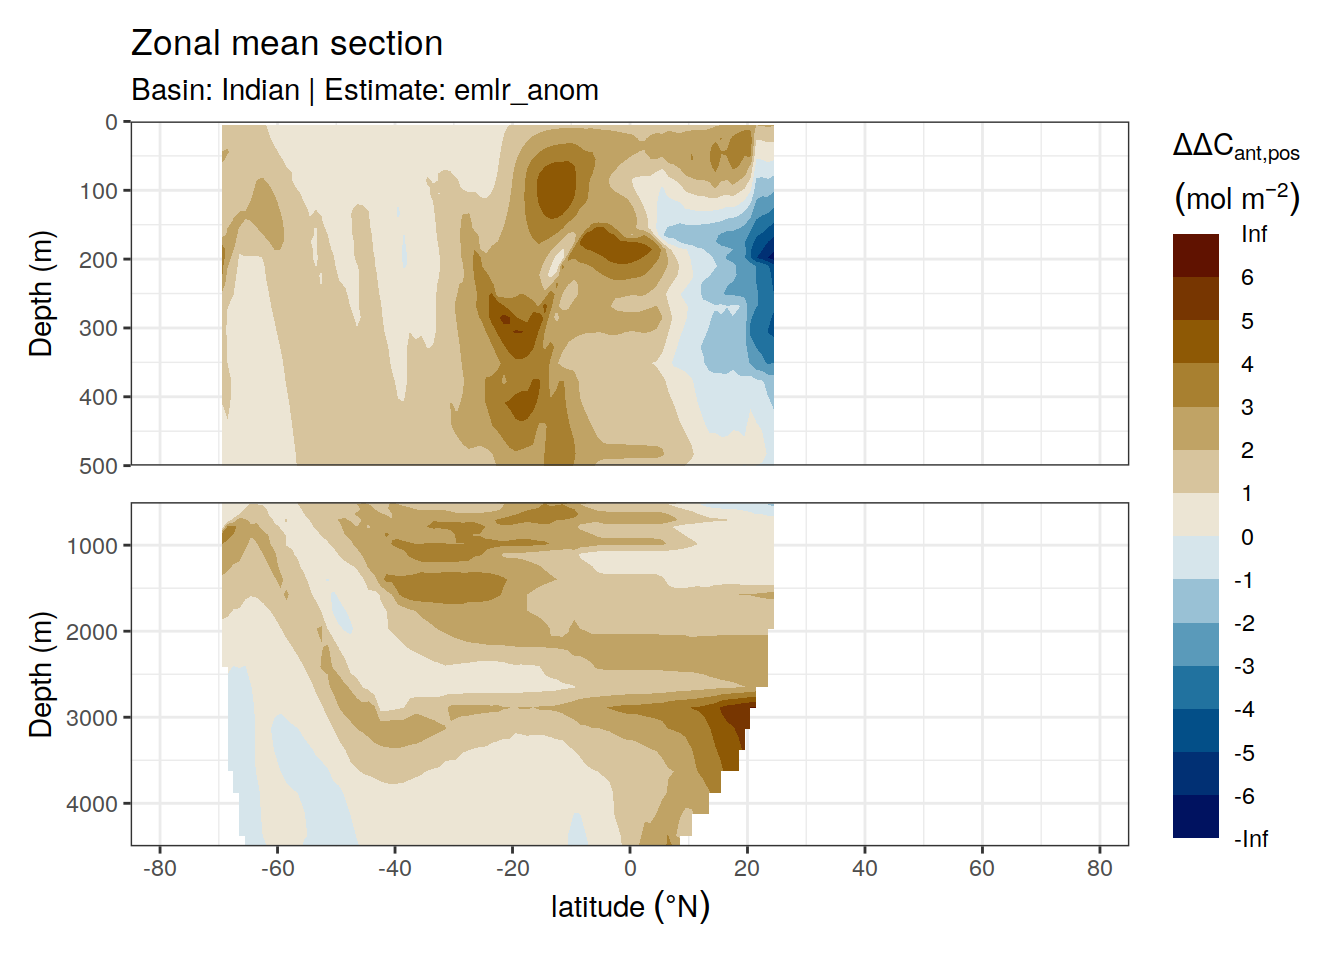 Zonal mean section
Basin: Indian | Estimate: emlr_anom
0
100
200
300
400
500
Depth (m)
1000
2000
3000
4000
Depth (m)
-80 -60 -40 -20 0 20 40 60 80
latitude (°N)
ΔΔCant,pos
(mol m−2)
Inf
6
5
4
3
2
1
0
-1
-2
-3
-4
-5
-6
-Inf